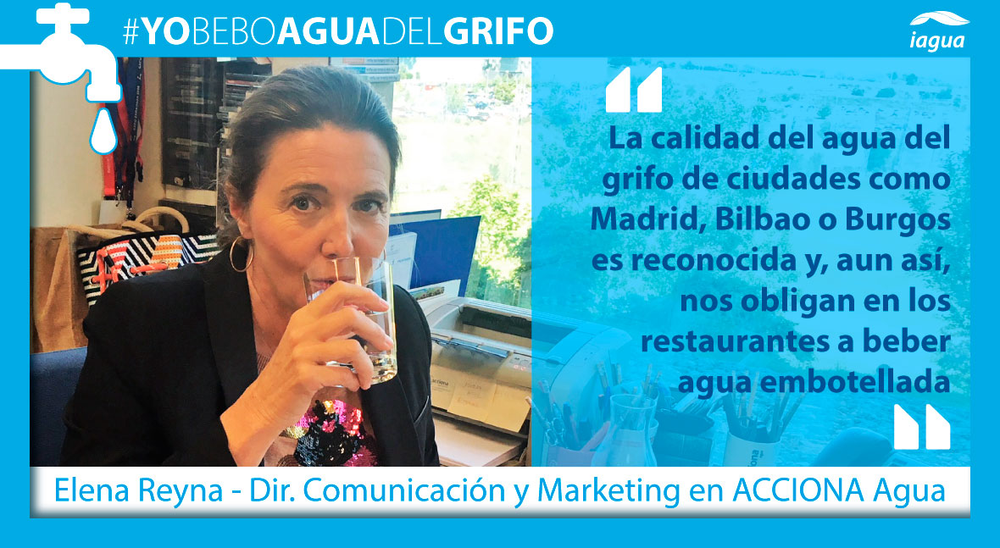 #YOBEBOAGUADELGRIFO
iagua
La calidad del agua del
grifo de ciudades como
Madrid, Bilbao o Burgos
es reconocida y, aun así,
nos obligan en los
restaurantes a beber
agua embotellada
acciona
Elena Reyna - Dir. Comunicación y Marketing en ACCIONA Agua